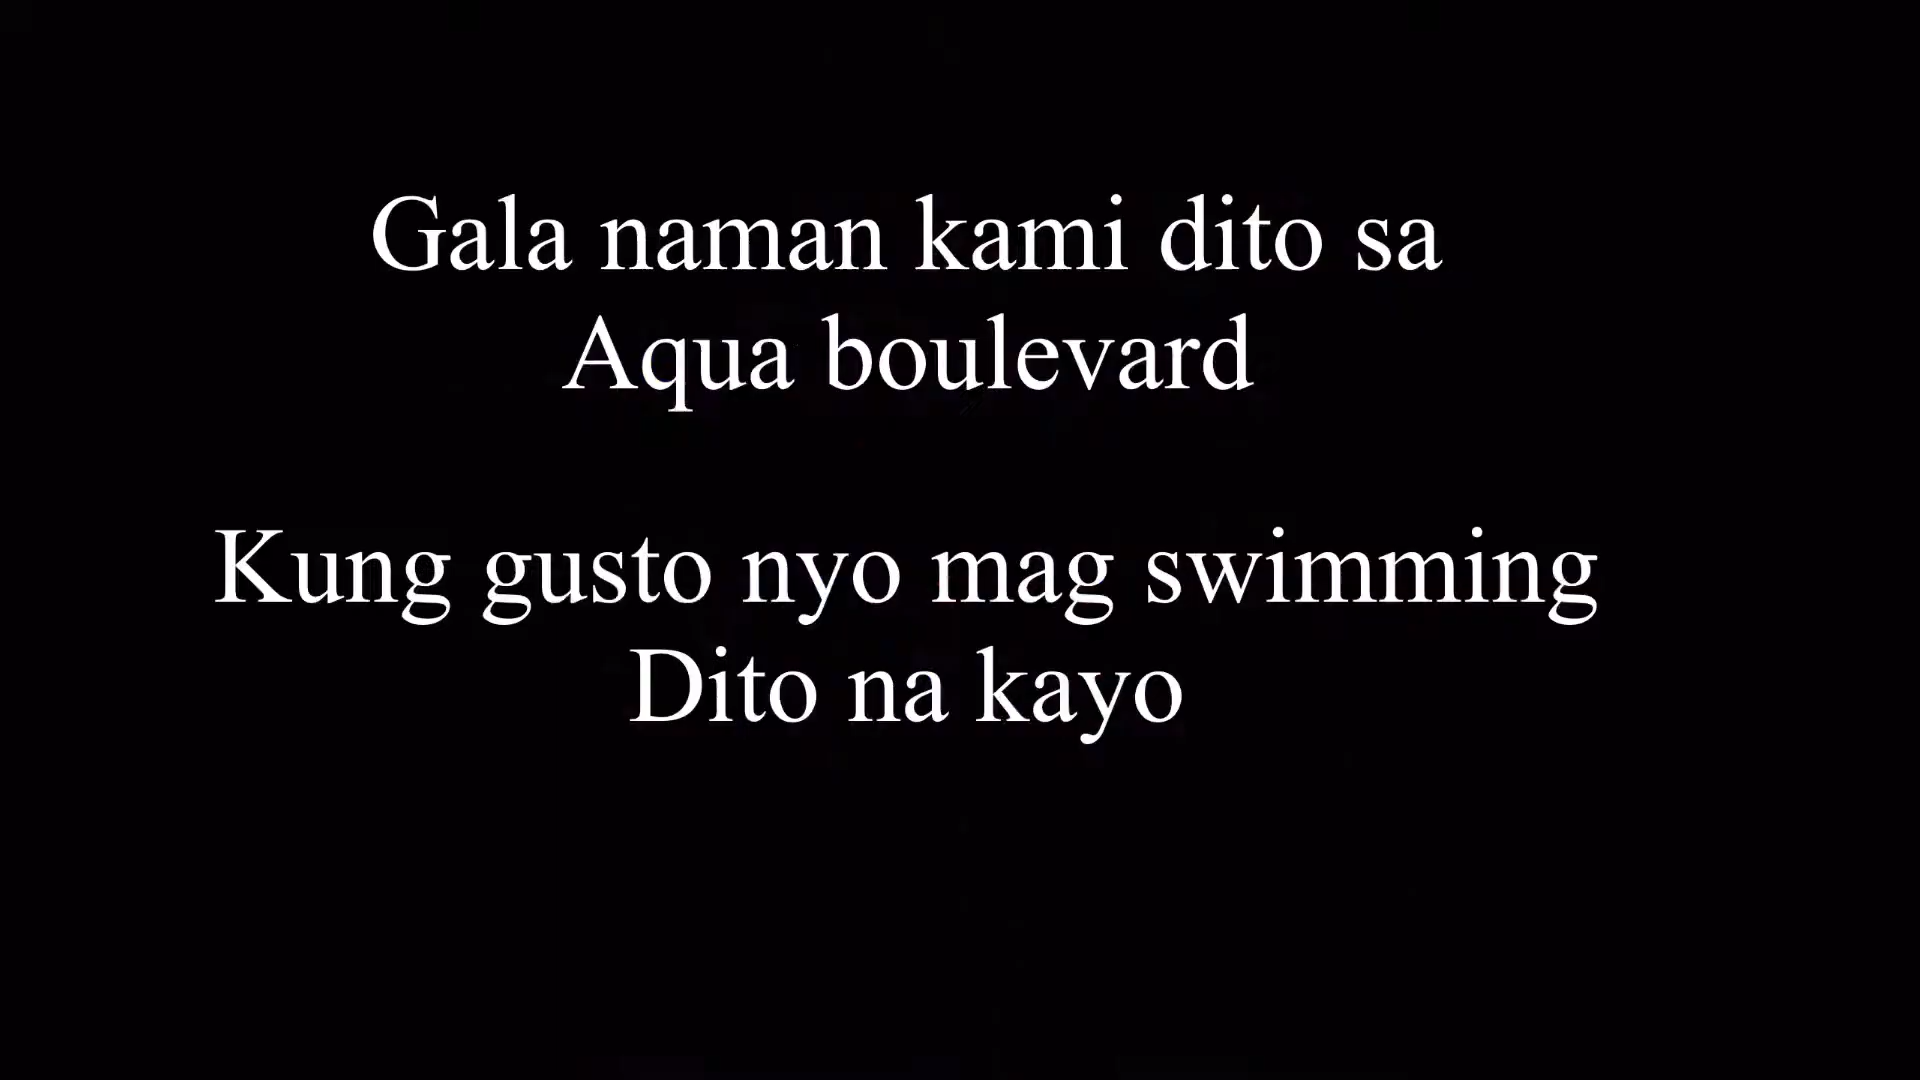 Gala naman kami dito sa
Aqua boulevard
Kung gusto nyo mag swimming
Dito na kayo